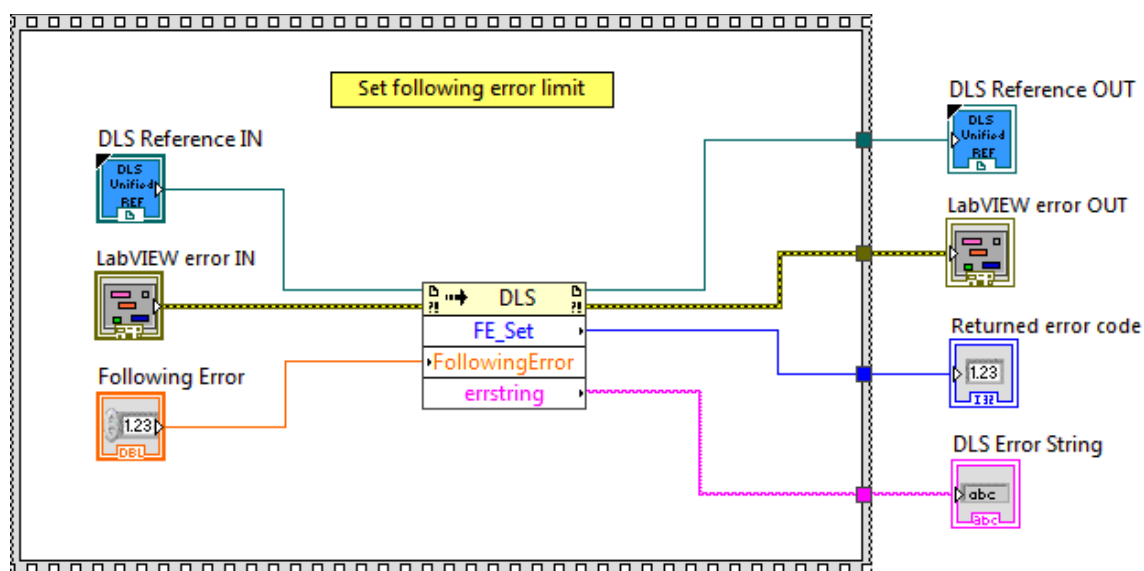 Set following error limit
DLS Reference IN
DLS
Unified
REF
LabVIEW error IN
Following Error
1.23
DBL
?! DLS ?!
FE_Set
FollowingError
errstring
DLS Reference OUT
DLS
Unified
REF
LabVIEW error OUT
Returned error code
1.23
I32
DLS Error String
abc
abc